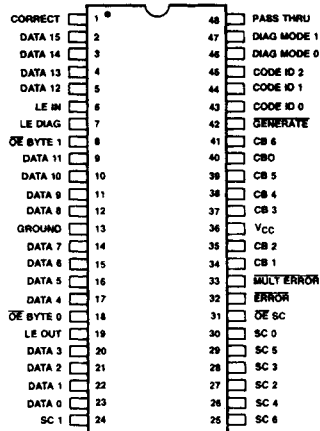 CORRECT 1 48 PASS THRU
DATA 15 2 47 DIAG MODE 1
DATA 14 3 46 DIAG MODE 0
DATA 13 4 45 CODE ID 2
DATA 12 5 44 CODE ID 1
LE IN 6 43 CODE ID 0
LE DIAG 7 42 GENERATE
OE BYTE 1 8 41 CB 6
DATA 11 9 40 CB0
DATA 10 10 39 CB 5
DATA 9 11 38 CB 4
DATA 8 12 37 CB 3
GROUND 13 36 VCC
DATA 7 14 35 CB 2
DATA 6 15 34 CB 1
DATA 5 16 33 MULT ERROR
DATA 4 17 32 ERROR
OE BYTE 0 18 31 OE SC
LE OUT 19 30 SC 0
DATA 3 20 29 SC 5
DATA 2 21 28 SC 3
DATA 1 22 27 SC 2
DATA 0 23 26 SC 4
SC 1 24 25 SC 6